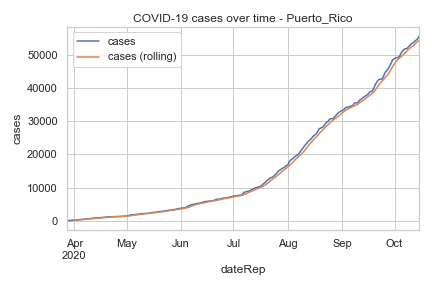 COVID-19 cases over time - Puerto_Rico
cases
cases (rolling)
cases
50000
40000
30000
20000
10000
0
Apr
2020
May
Jun
Jul
Aug
Sep
Oct
dateRep